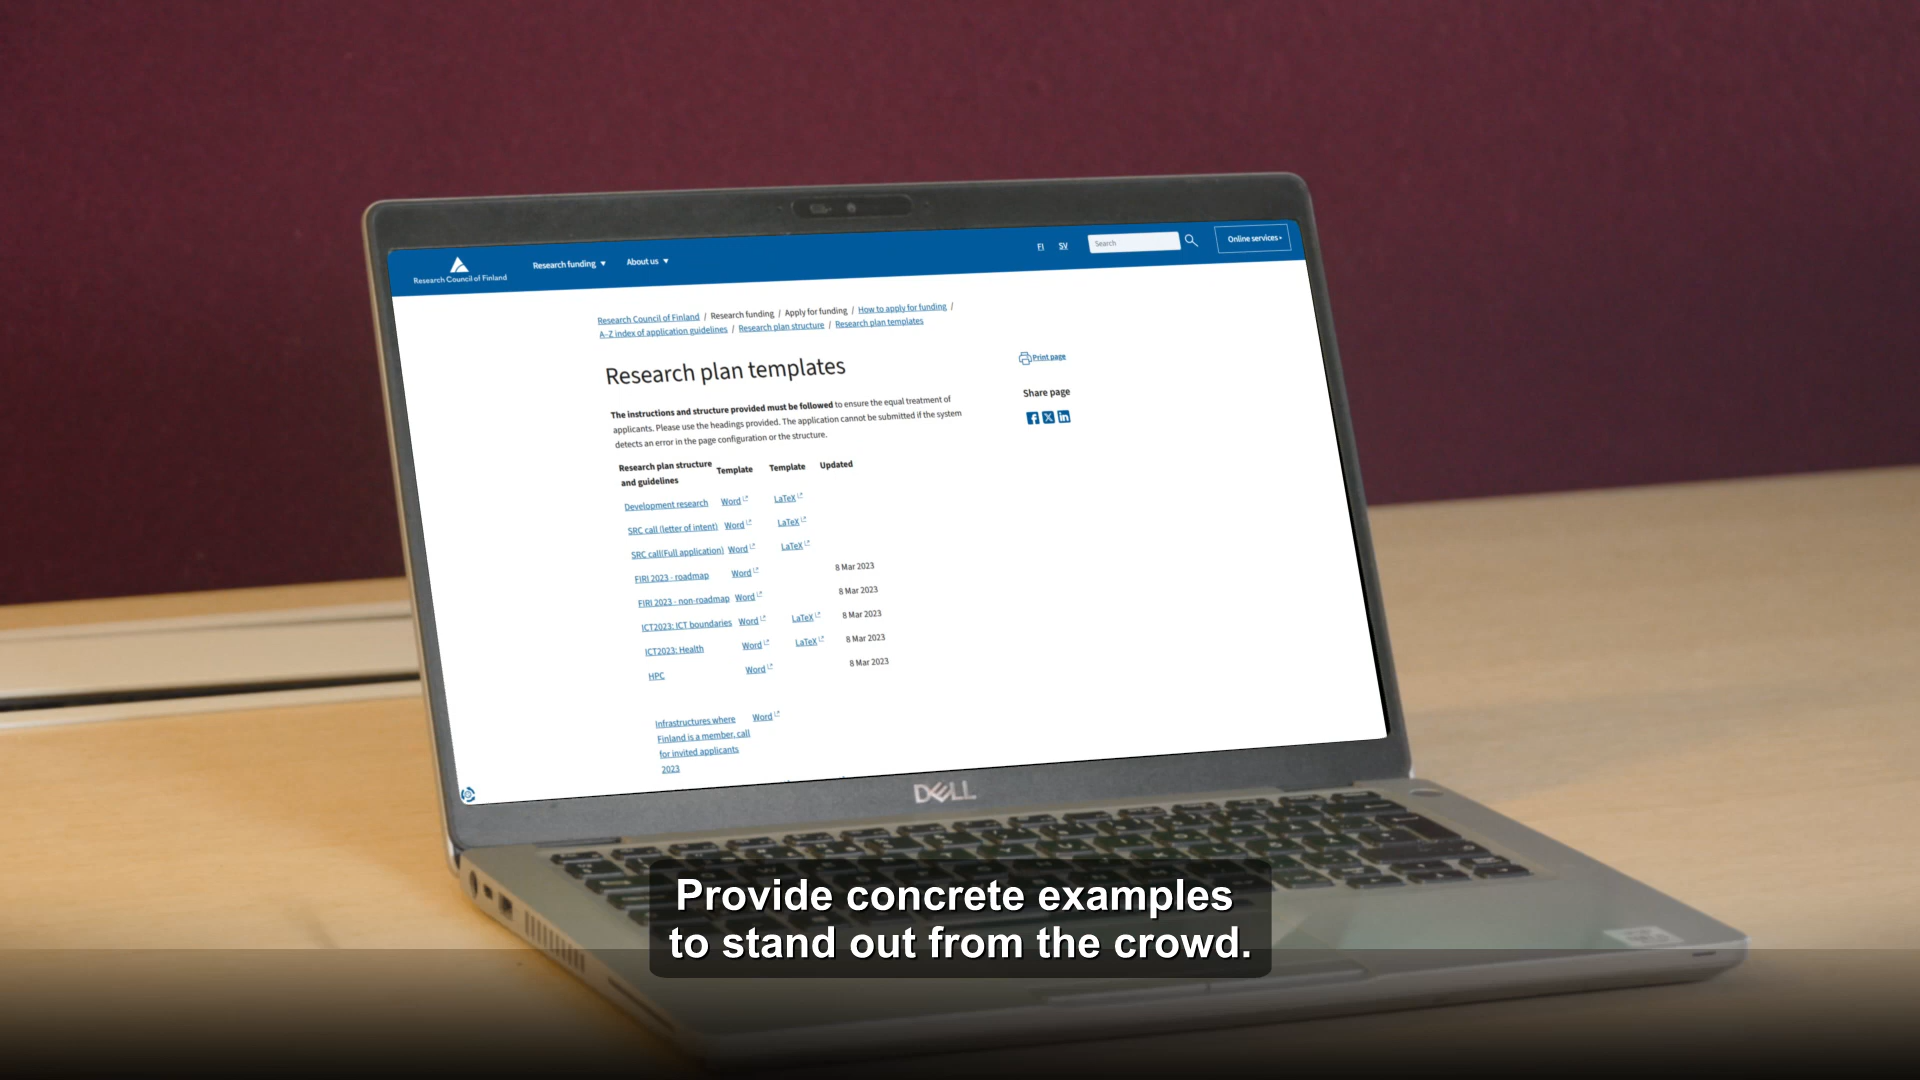 Research Council of Finland
Research funding ▼ About us ▼
FI SV Search Online services
Research Council of Finland / Research funding / Apply for funding / How to apply for funding /
A-Z index of application guidelines / Research plan structure / Research plan templates
Research plan templates
Print page
Share page
The instructions and structure provided must be followed to ensure the equal treatment of
applicants. Please use the headings provided. The application cannot be submitted if the system
detects an error in the page configuration or the structure.
Research plan structure
and guidelines Template Template Updated
Development research Word LaTeX
SRC call (letter of intent) Word LaTeX
SRC call(Full application) Word LaTeX
FIRI 2023 - roadmap Word 8 Mar 2023
FIRI 2023 - non-roadmap Word 8 Mar 2023
ICT2023: ICT boundaries Word LaTeX 8 Mar 2023
ICT2023: Health Word LaTeX 8 Mar 2023
HPC Word 8 Mar 2023
Infrastructures where Word
Finland is a member, call
for invited applicants
2023
DELL
Provide concrete examples
to stand out from the crowd.